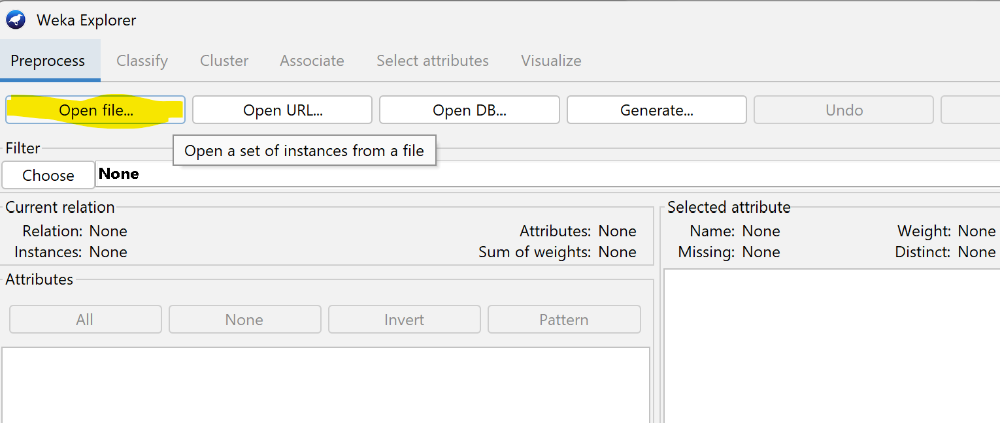 Weka Explorer
Preprocess Classify Cluster Associate Select attributes Visualize
Open file... Open URL... Open DB... Generate... Undo
Filter
Open a set of instances from a file
Choose None
Current relation
Relation: None Attributes: None
Instances: None Sum of weights: None
Selected attribute
Name: None Weight: None
Missing: None Distinct: None
Attributes
All None Invert Pattern